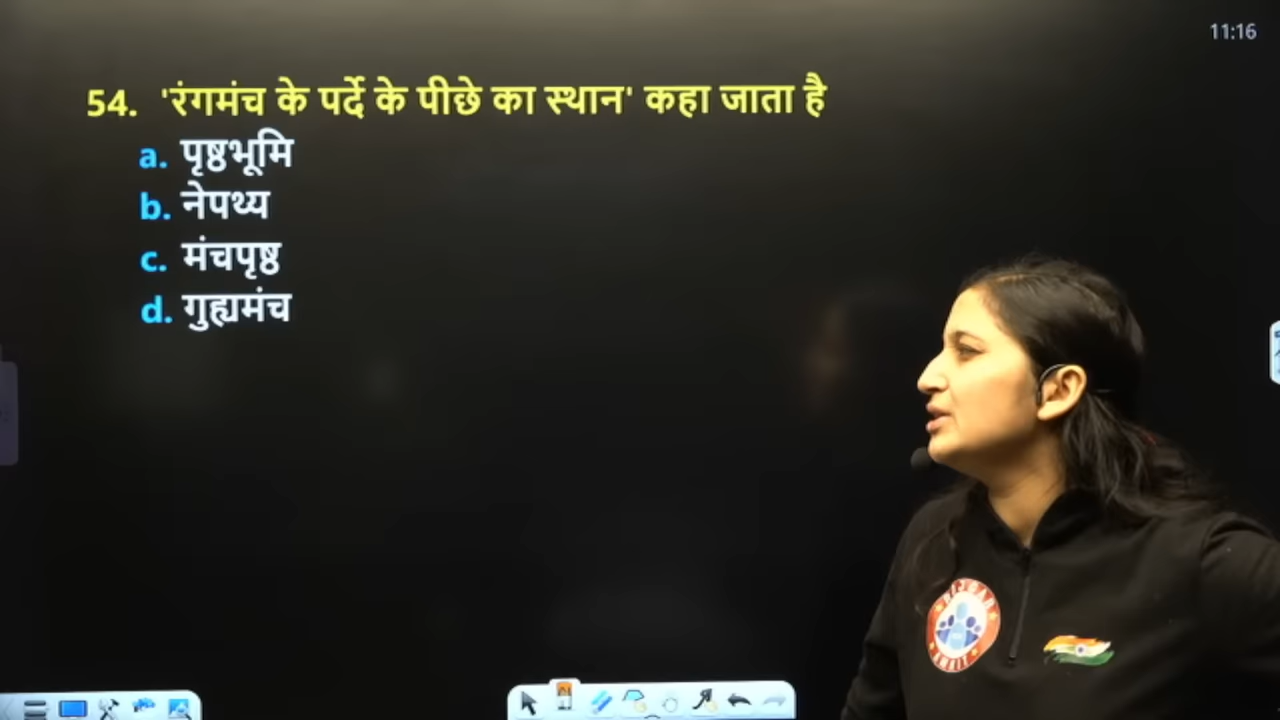 11:16
54. 'रंगमंच के पर्दे के पीछे का स्थान' कहा जाता है
a. पृष्ठभूमि
b. नेपथ्य
c. मंचपृष्ठ
d. गुह्यमंच